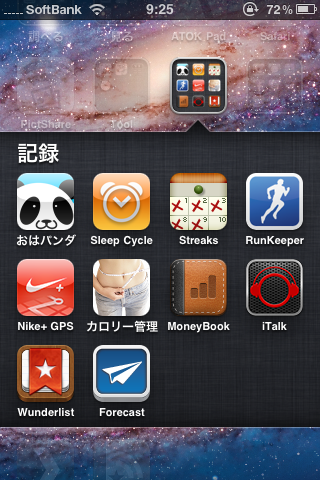 SoftBank 9:25 72%
調べる 見る ATOK Pad Safari
PictShare Tool
記録
おはパンダ Sleep Cycle Streaks RunKeeper
Nike+ GPS カロリー管理 MoneyBook iTalk
Wunderlist Forecast